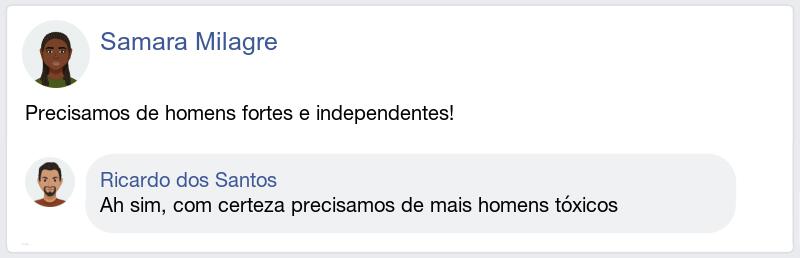 Samara Milagre
Precisamos de homens fortes e independentes!
Ricardo dos Santos
Ah sim, com certeza precisamos de mais homens tóxicos